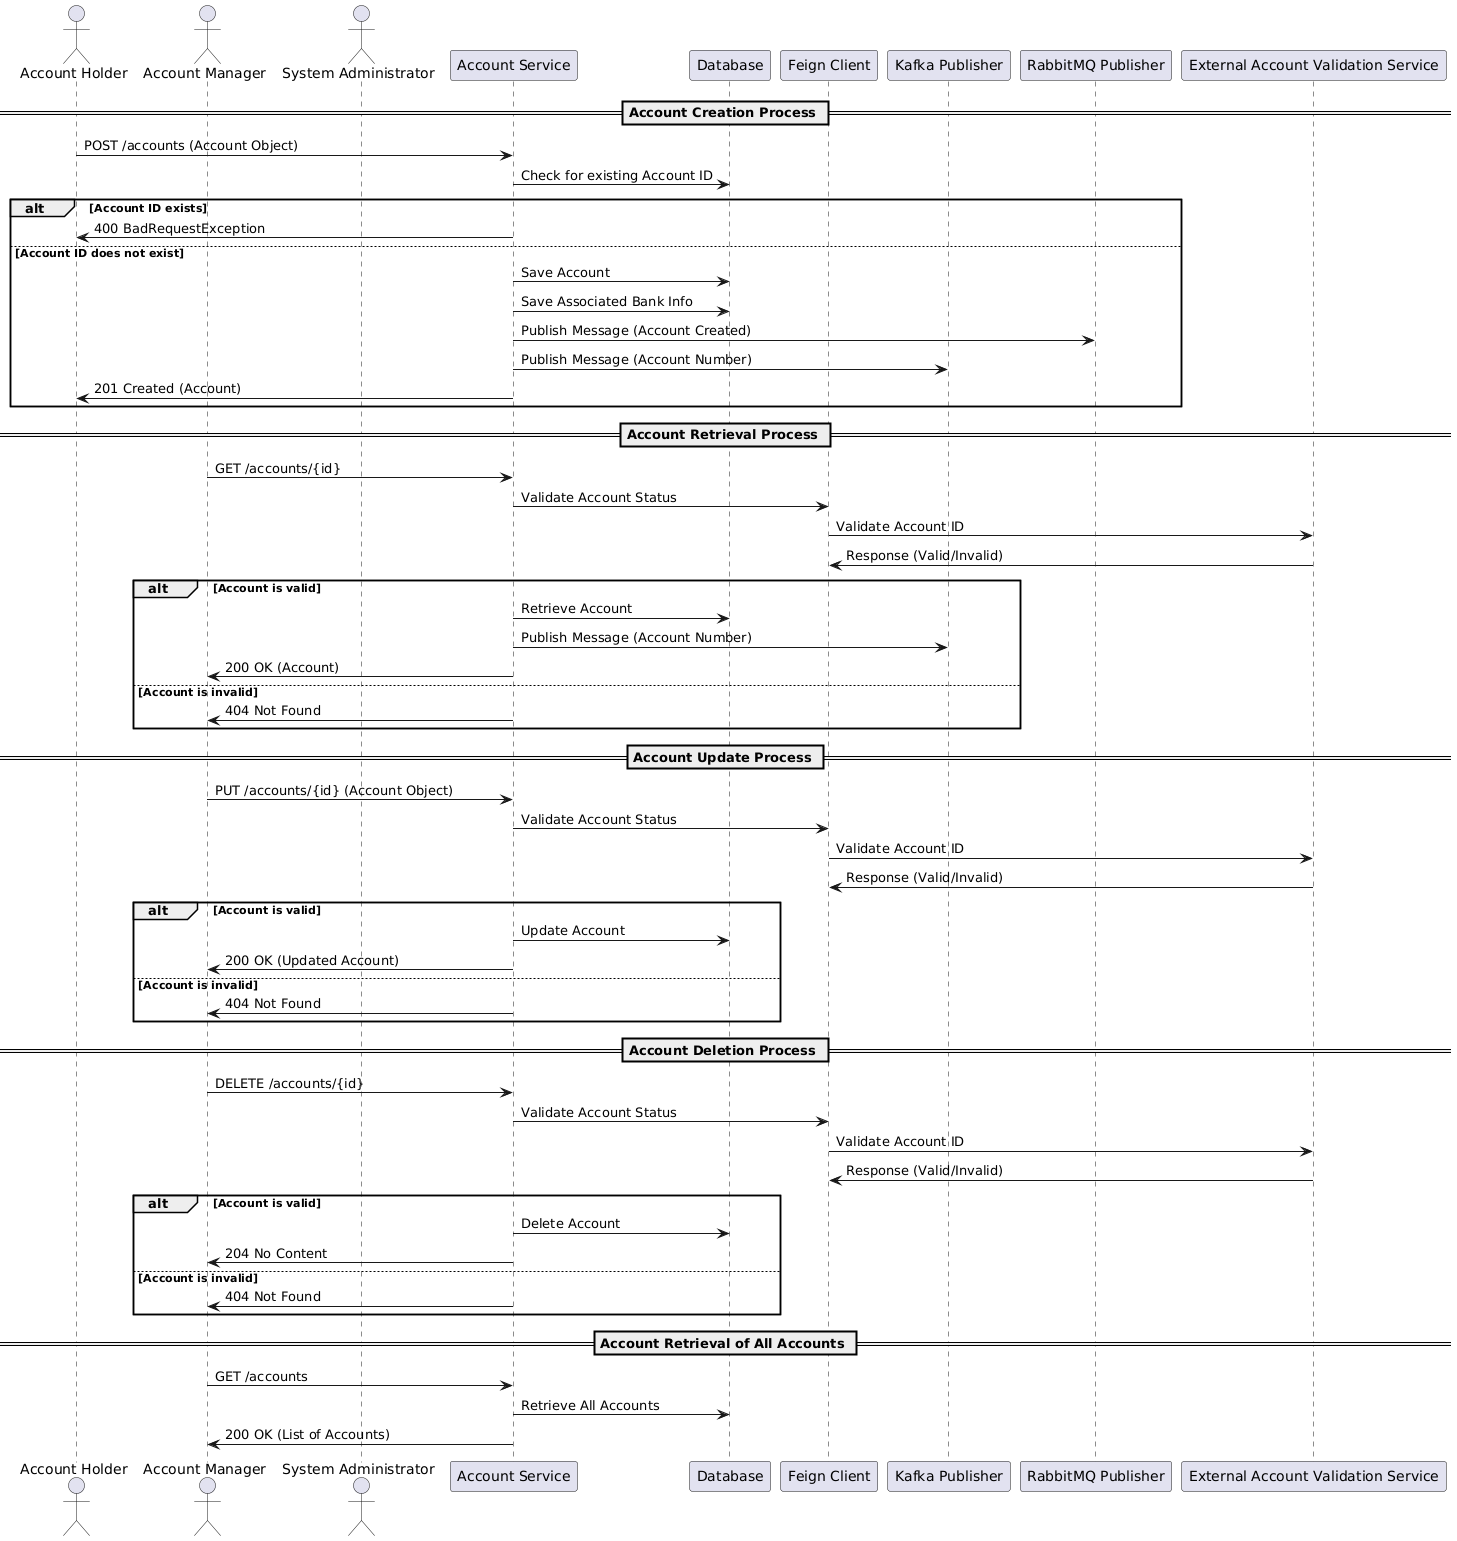 Account Holder
Account Manager
System Administrator
Account Service
Database
Feign Client
Kafka Publisher
RabbitMQ Publisher
External Account Validation Service
Account Creation Process
POST /accounts (Account Object)
Check for existing Account ID
alt [Account ID exists]
400 BadRequestException
[Account ID does not exist]
Save Account
Save Associated Bank Info
Publish Message (Account Created)
Publish Message (Account Number)
201 Created (Account)
Account Retrieval Process
GET /accounts/{id}
Validate Account Status
Validate Account ID
Response (Valid/Invalid)
alt [Account is valid]
Retrieve Account
Publish Message (Account Number)
200 OK (Account)
[Account is invalid]
404 Not Found
Account Update Process
PUT /accounts/{id} (Account Object)
Validate Account Status
Validate Account ID
Response (Valid/Invalid)
alt [Account is valid]
Update Account
200 OK (Updated Account)
[Account is invalid]
404 Not Found
Account Deletion Process
DELETE /accounts/{id}
Validate Account Status
Validate Account ID
Response (Valid/Invalid)
alt [Account is valid]
Delete Account
204 No Content
[Account is invalid]
404 Not Found
Account Retrieval of All Accounts
GET /accounts
Retrieve All Accounts
200 OK (List of Accounts)
Account Holder
Account Manager
System Administrator
Account Service
Database
Feign Client
Kafka Publisher
RabbitMQ Publisher
External Account Validation Service